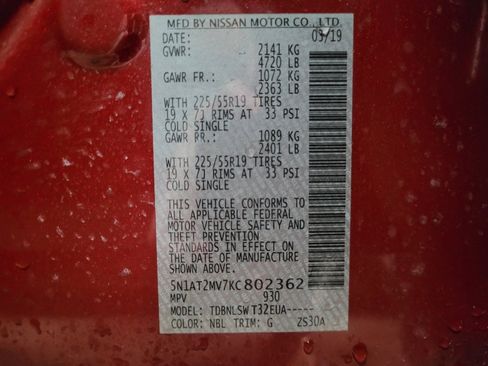 MFD BY NISSAN MOTOR CO., LTD.
DATE: 09/19
GVWR: 2141 KG
4720 LB
GAWR FR.: 1072 KG
2363 LB
WITH 225/55R19 TIRES
19 X 7J RIMS AT 33 PSI
COLD SINGLE
GAWR RR.: 1089 KG
2401 LB
WITH 225/55R19 TIRES
19 X 7J RIMS AT 33 PSI
COLD SINGLE
THIS VEHICLE CONFORMS TO
ALL APPLICABLE FEDERAL
MOTOR VEHICLE SAFETY AND
THEFT PREVENTION
STANDARDS IN EFFECT ON
THE DATE OF MANUFACTURE
SHOWN ABOVE.
5N1AT2MV7KC802362
MPV 930
MODEL: TDBNLSW T32EUA-----
COLOR: NBL TRIM: G ZS30A